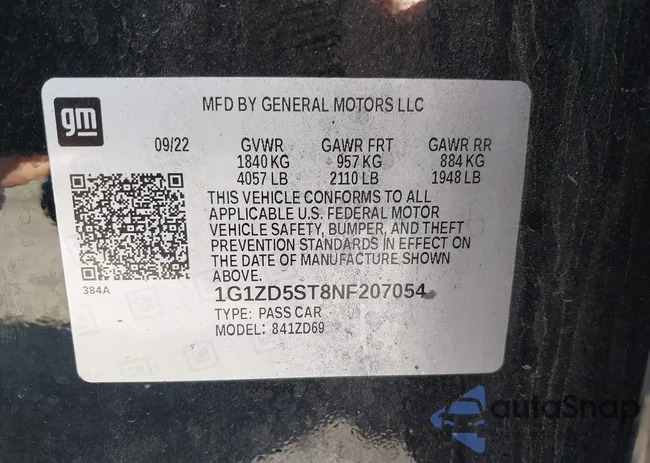 gm
MFD BY GENERAL MOTORS LLC
09/22 GVWR GAWR FRT GAWR RR
1840 KG 957 KG 884 KG
4057 LB 2110 LB 1948 LB
THIS VEHICLE CONFORMS TO ALL
APPLICABLE U.S. FEDERAL MOTOR
VEHICLE SAFETY, BUMPER, AND THEFT
PREVENTION STANDARDS IN EFFECT ON
THE DATE OF MANUFACTURE SHOWN
ABOVE.
384A
1G1ZD5ST8NF207054
TYPE: PASS CAR
MODEL: 841ZD69
autoSnap